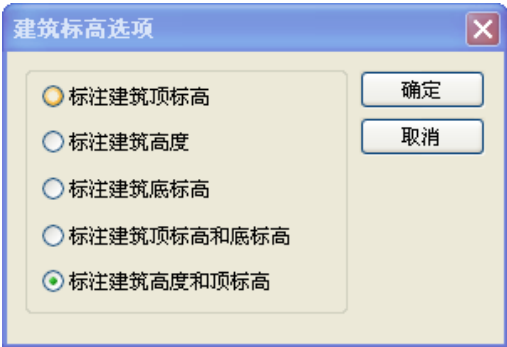 建筑标高选项
标注建筑顶标高
确定
标注建筑高度
取消
标注建筑底标高
标注建筑顶标高和底标高
标注建筑高度和顶标高